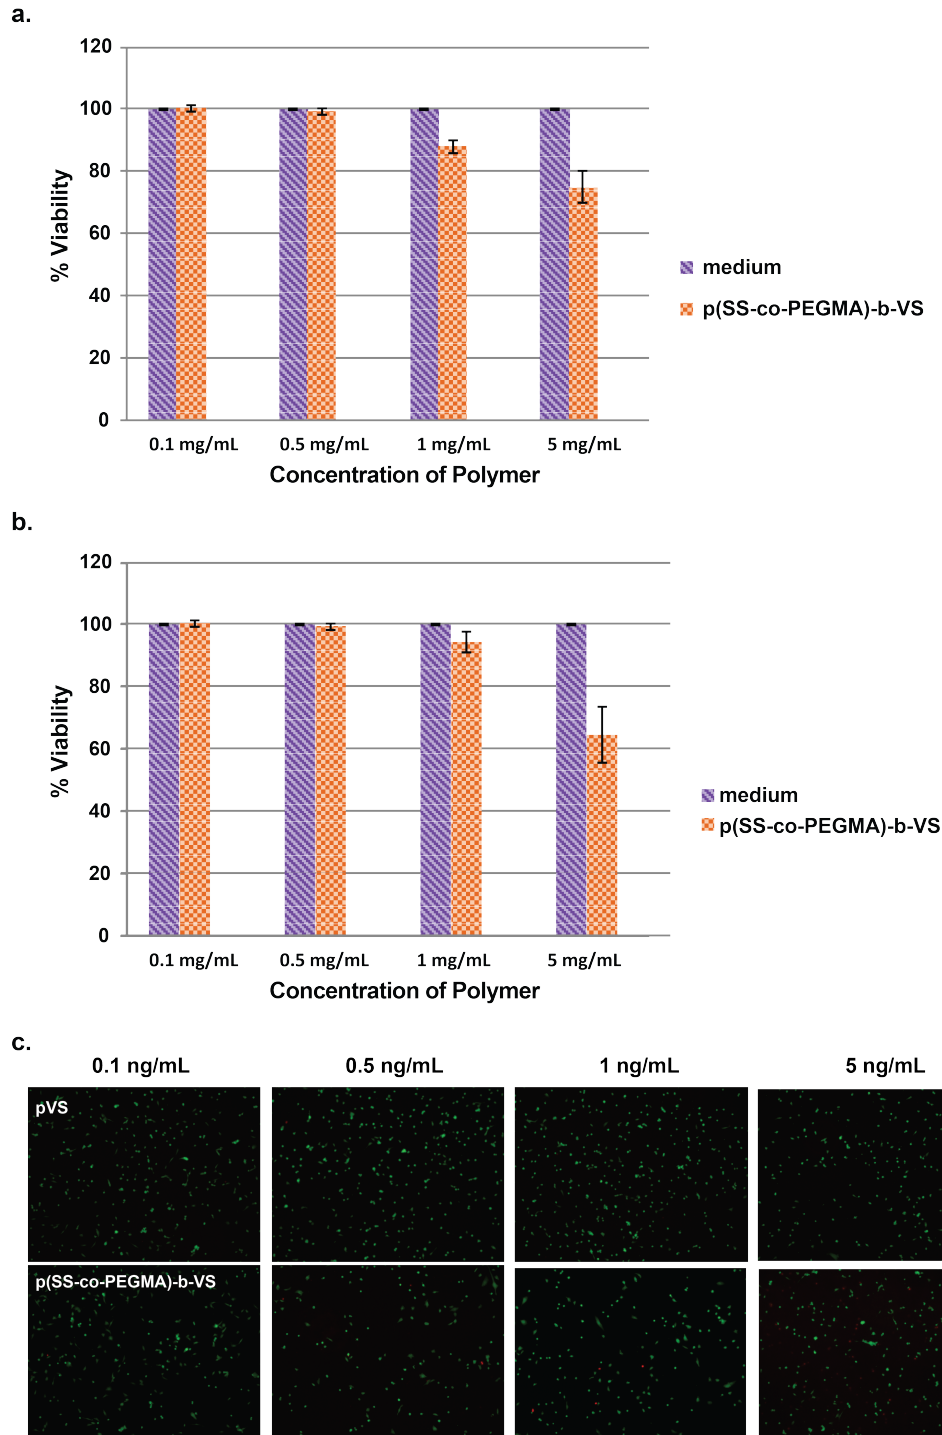 a.
120
100
80
60
40
20
0
% Viability
0.1 mg/mL 0.5 mg/mL 1 mg/mL 5 mg/mL
Concentration of Polymer
medium
p(SS-co-PEGMA)-b-VS
b.
120
100
80
60
40
20
0
% Viability
0.1 mg/mL 0.5 mg/mL 1 mg/mL 5 mg/mL
Concentration of Polymer
medium
p(SS-co-PEGMA)-b-VS
c.
0.1 ng/mL 0.5 ng/mL 1 ng/mL 5 ng/mL
pVS
p(SS-co-PEGMA)-b-VS